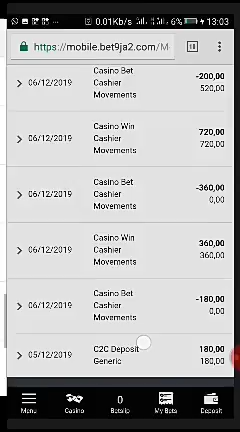 0.01Kb/s 6% 13:03
https://mobile.bet9ja2.com/M
06/12/2019 Casino Bet Cashier Movements -200,00 520,00
06/12/2019 Casino Win Cashier Movements 720,00 720,00
06/12/2019 Casino Bet Cashier Movements -360,00 0,00
06/12/2019 Casino Win Cashier Movements 360,00 360,00
06/12/2019 Casino Bet Cashier Movements -180,00 0,00
05/12/2019 C2C Deposit Generic 180,00 180,00
0
Menu Casino Betslip My Bets Deposit